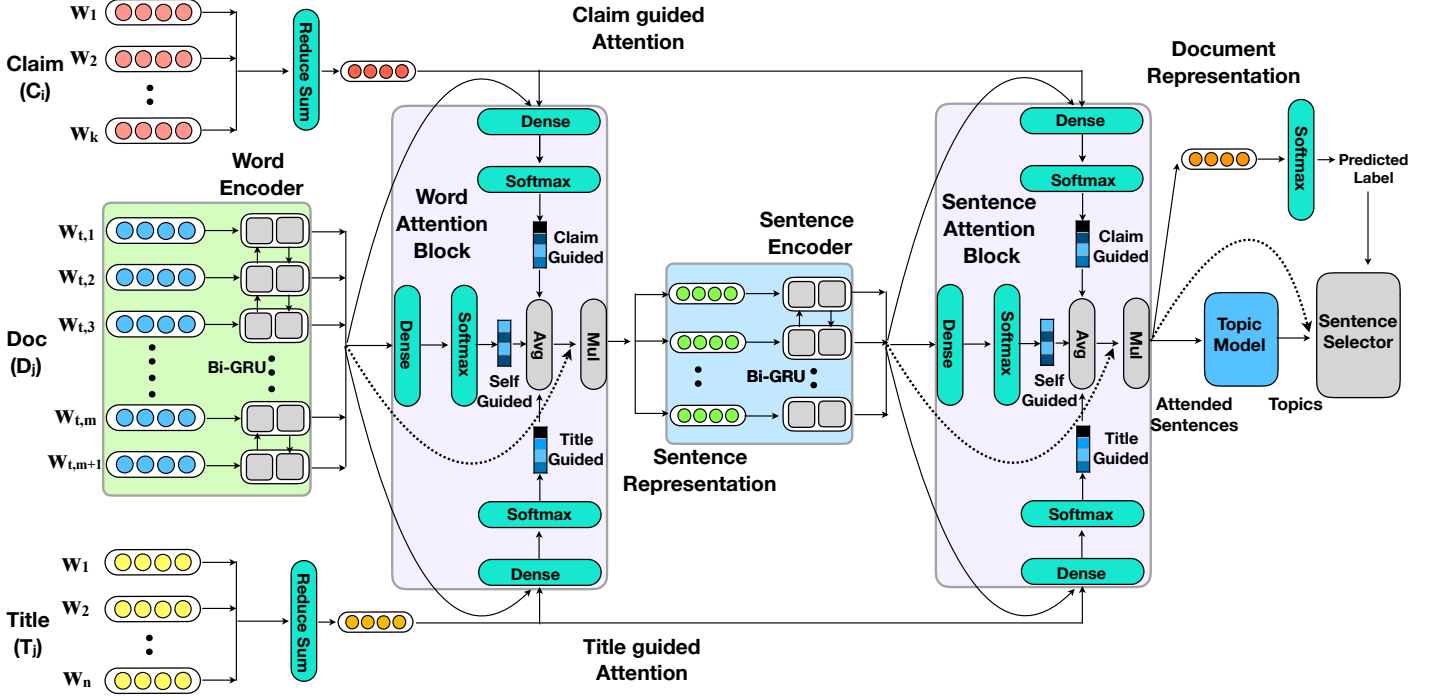 Claim
(Cᵢ)
W₁
W₂
Wₖ
Reduce Sum
Claim guided
Attention
Word
Encoder
Doc
(Dⱼ)
Wt,1
Wt,2
Wt,3
Wt,m
Wt,m+1
Bi-GRU
Title
(Tⱼ)
W₁
W₂
Wₙ
Reduce Sum
Title guided
Attention
Word
Attention
Block
Dense
Softmax
Claim
Guided
Dense
Softmax
Self
Guided
Avg
Mul
Title
Guided
Softmax
Dense
Sentence
Encoder
Bi-GRU
Sentence
Representation
Sentence
Attention
Block
Dense
Softmax
Claim
Guided
Dense
Softmax
Self
Guided
Avg
Mul
Title
Guided
Softmax
Dense
Document
Representation
Softmax
Predicted
Label
Attended
Sentences
Topic
Model
Topics
Sentence
Selector